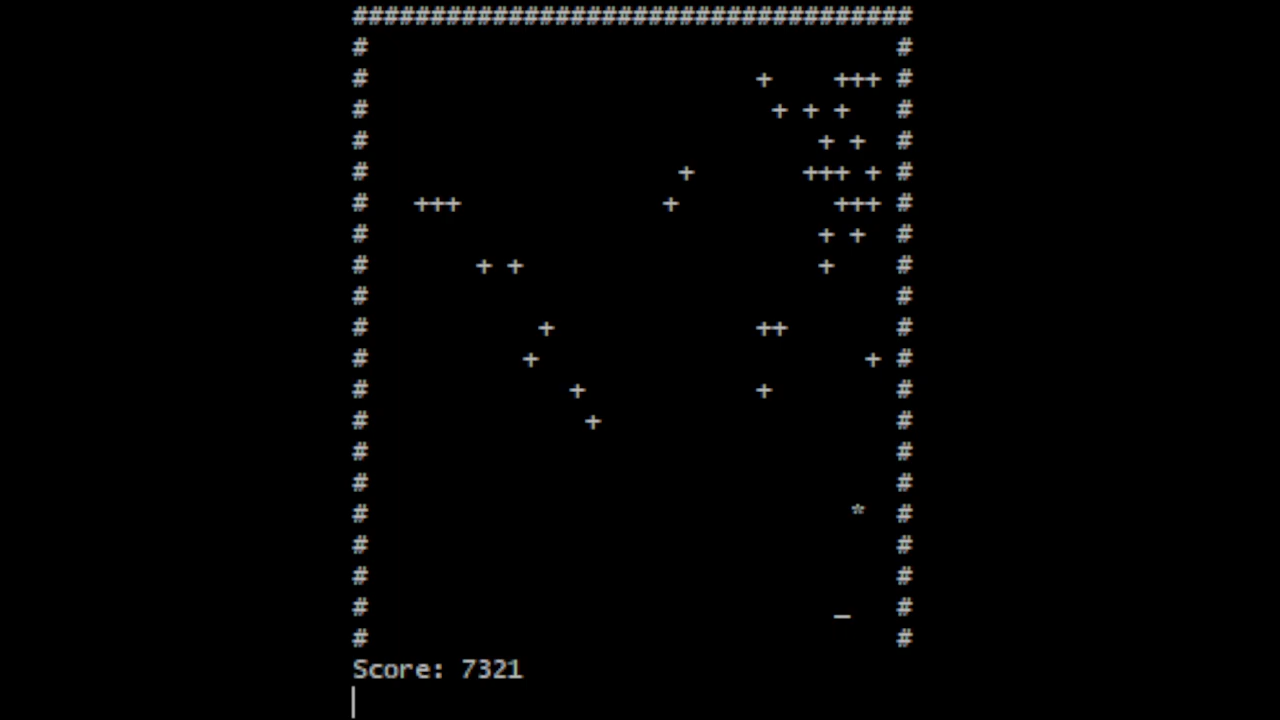 ####################################
#                                  #
#                         +    +++ #
#                          + + +   #
#                             + +  #
#                    +       +++ + #
#   +++             +          +++ #
#                             + +  #
#       + +                   +    #
#                                  #
#           +             ++       #
#          +                     + #
#             +           +        #
#              +                   #
#                                  #
#                                  #
#                               *  #
#                                  #
#                                  #
#                              _   #
#                                  #
Score: 7321